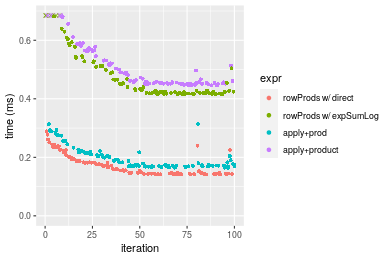 0.6
0.4
0.2
0.0
time (ms)
0
25
50
75
100
iteration
expr
rowProds w/ direct
rowProds w/ expSumLog
apply+prod
apply+product